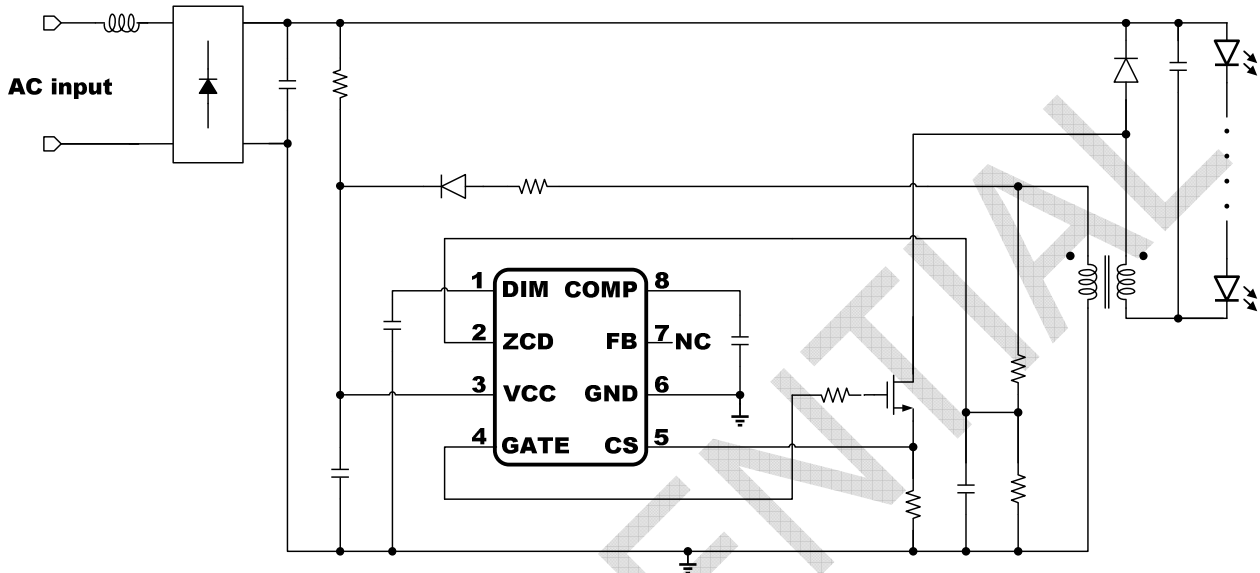 AC input
1 DIM COMP 8
2 ZCD FB 7 NC
3 VCC GND 6
4 GATE CS 5
ENTIAL